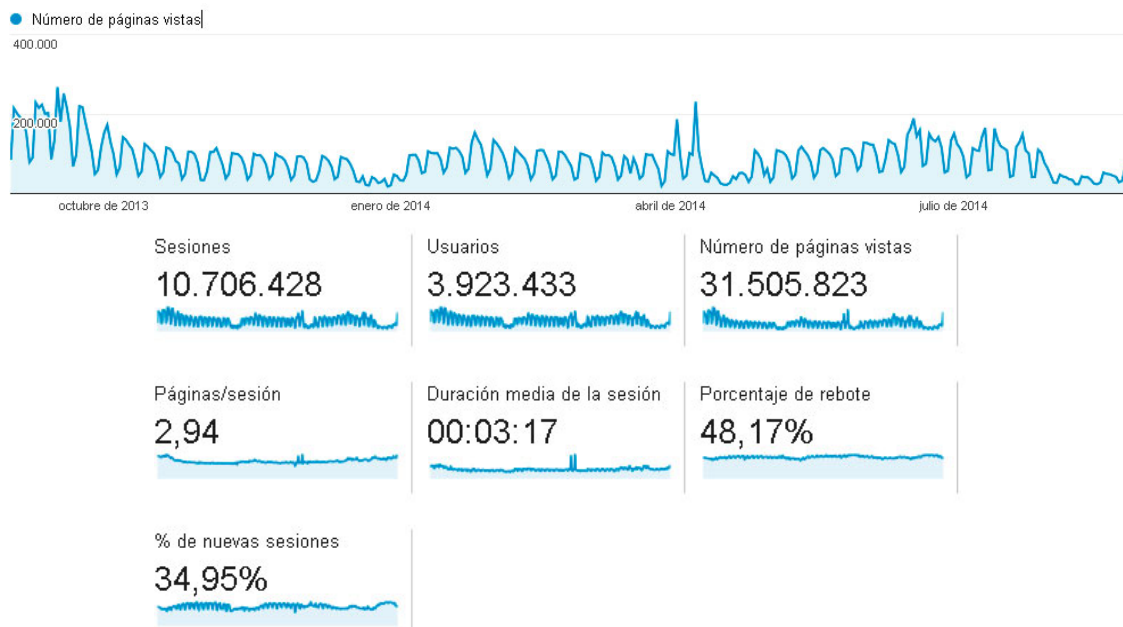 Número de páginas vistas
400.000
200.000
octubre de 2013 enero de 2014 abril de 2014 julio de 2014
Sesiones Usuarios Número de páginas vistas
10.706.428 3.923.433 31.505.823
Páginas/sesión Duración media de la sesión Porcentaje de rebote
2,94 00:03:17 48,17%
% de nuevas sesiones
34,95%